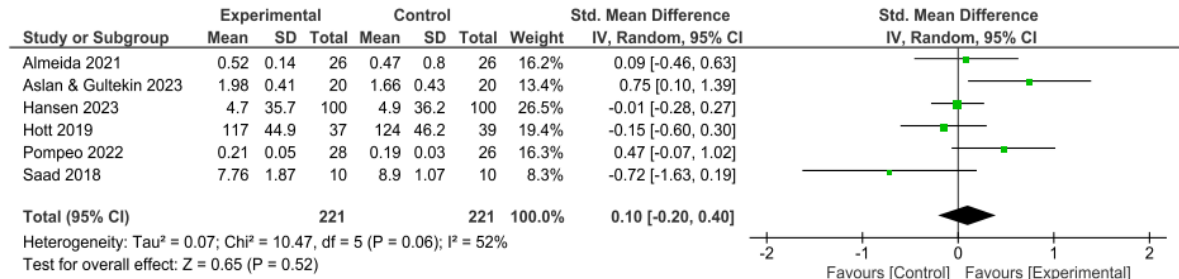 Experimental Control Std. Mean Difference Std. Mean Difference
Study or Subgroup Mean SD Total Mean SD Total Weight IV, Random, 95% CI IV, Random, 95% CI
Almeida 2021 0.52 0.14 26 0.47 0.8 26 16.2% 0.09 [-0.46, 0.63]
Aslan & Gultekin 2023 1.98 0.41 20 1.66 0.43 20 13.4% 0.75 [0.10, 1.39]
Hansen 2023 4.7 35.7 100 4.9 36.2 100 26.5% -0.01 [-0.28, 0.27]
Hott 2019 117 44.9 37 124 46.2 39 19.4% -0.15 [-0.60, 0.30]
Pompeo 2022 0.21 0.05 28 0.19 0.03 26 16.3% 0.47 [-0.07, 1.02]
Saad 2018 7.76 1.87 10 8.9 1.07 10 8.3% -0.72 [-1.63, 0.19]
Total (95% CI) 221 221 100.0% 0.10 [-0.20, 0.40]
Heterogeneity: Tau² = 0.07; Chi² = 10.47, df = 5 (P = 0.06); I² = 52%
Test for overall effect: Z = 0.65 (P = 0.52)
-2 -1 0 1 2
Favours [Control] Favours [Experimental]